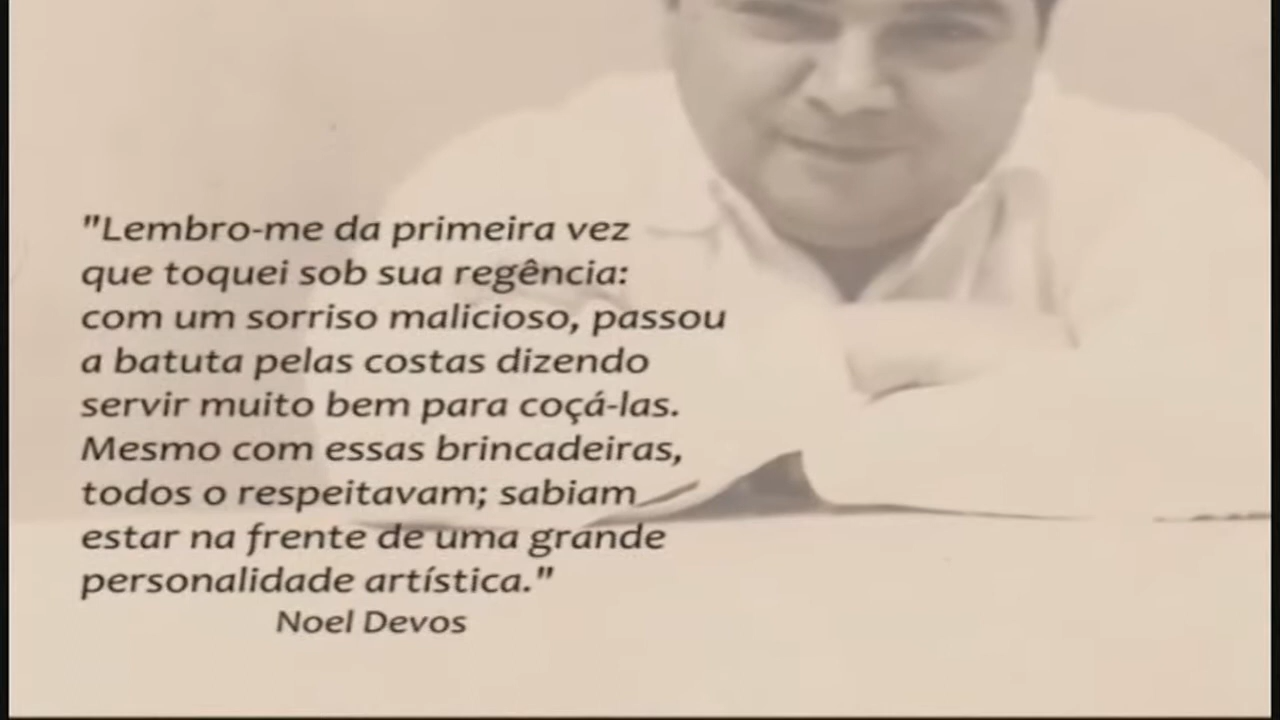 "Lembro-me da primeira vez
que toquei sob sua regência:
com um sorriso malicioso, passou
a batuta pelas costas dizendo
servir muito bem para coçá-las.
Mesmo com essas brincadeiras,
todos o respeitavam; sabiam
estar na frente de uma grande
personalidade artística."
Noel Devos